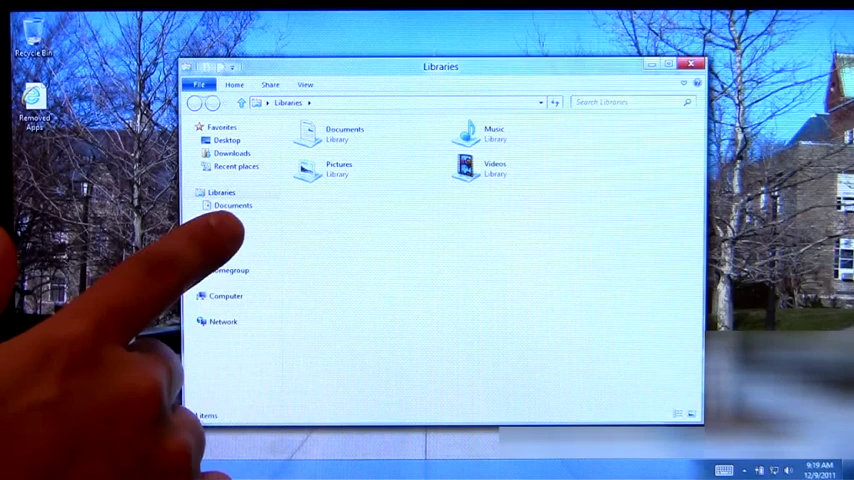 Recycle Bin
Removed
Apps
Libraries
File
Home
Share
View
Libraries
Search Libraries
Favorites
Desktop
Downloads
Recent places
Libraries
Documents
Computer
Network
Documents
Library
Music
Library
Pictures
Library
Videos
Library
items
9:19 AM
12/9/2011